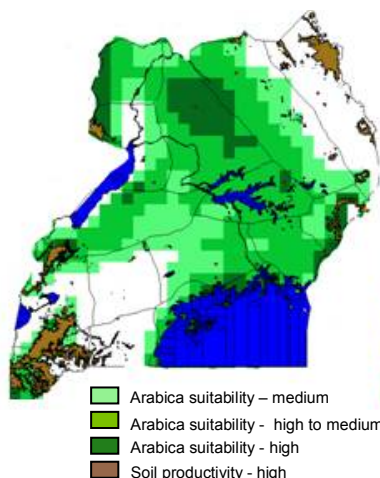 Arabica suitability – medium
Arabica suitability - high to medium
Arabica suitability - high
Soil productivity - high